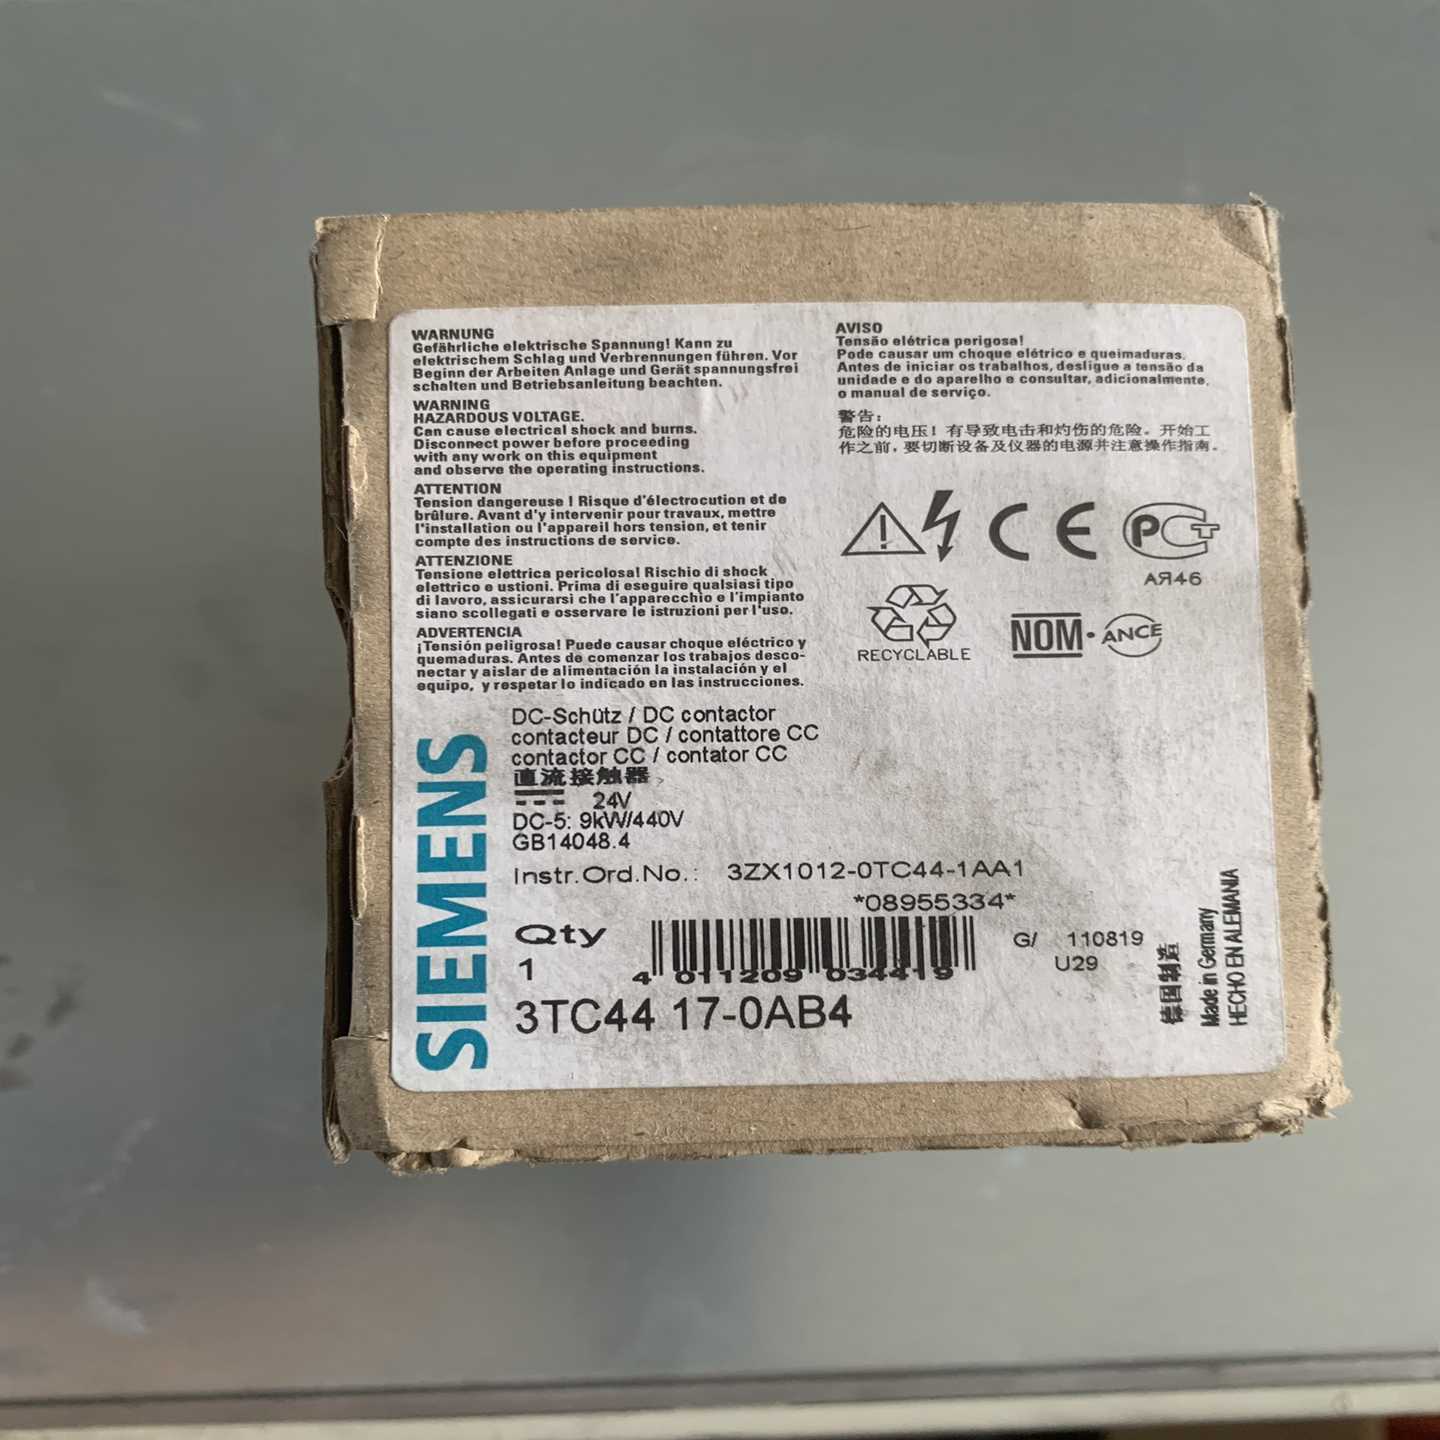 WARNUNG
Gefährliche elektrische Spannung! Kann zu
elektrischem Schlag und Verbrennungen führen. Vor
Beginn der Arbeiten Anlage und Gerät spannungsfrei
schalten und Betriebsanleitung beachten.
WARNING
HAZARDOUS VOLTAGE.
Can cause electrical shock and burns.
Disconnect power before proceeding
with any work on this equipment
and observe the operating instructions.
ATTENTION
Tension dangereuse ! Risque d'électrocution et de
brûlure. Avant d'y intervenir pour travaux, mettre
l'installation ou l'appareil hors tension, et tenir
compte des instructions de service.
ATTENZIONE
Tensione elettrica pericolosa! Rischio di shock
elettrico e ustioni. Prima di eseguire qualsiasi tipo
di lavoro, assicurarsi che l'apparecchio e l'impianto
siano scollegati e osservare le istruzioni per l'uso.
ADVERTENCIA
¡Tensión peligrosa! Puede causar choque eléctrico y
quemaduras. Antes de comenzar los trabajos desco-
nectar y aislar de alimentación la instalación y el
equipo, y respetar lo indicado en las instrucciones.
AVISO
Tensão elétrica perigosa!
Pode causar um choque elétrico e queimaduras.
Antes de iniciar os trabalhos, desligue a tensão da
unidade e do aparelho e consultar, adicionalmente,
o manual de serviço.
警告:
危险的电压! 有导致电击和灼伤的危险。开始工
作之前, 要切断设备及仪器的电源并注意操作指南。
CE
РСТ
АЯ46
RECYCLABLE
NOM·ANCE
SIEMENS
DC-Schütz / DC contactor
contacteur DC / contattore CC
contactor CC / contator CC
直流接触器
24V
DC-5: 9kW/440V
GB14048.4
Instr.Ord.No.: 3ZX1012-0TC44-1AA1
*08955334*
Qty
1
4 011209 034419
G/ 110819
U29
3TC44 17-0AB4
德国制造
Made in Germany
HECHO EN ALEMANIA